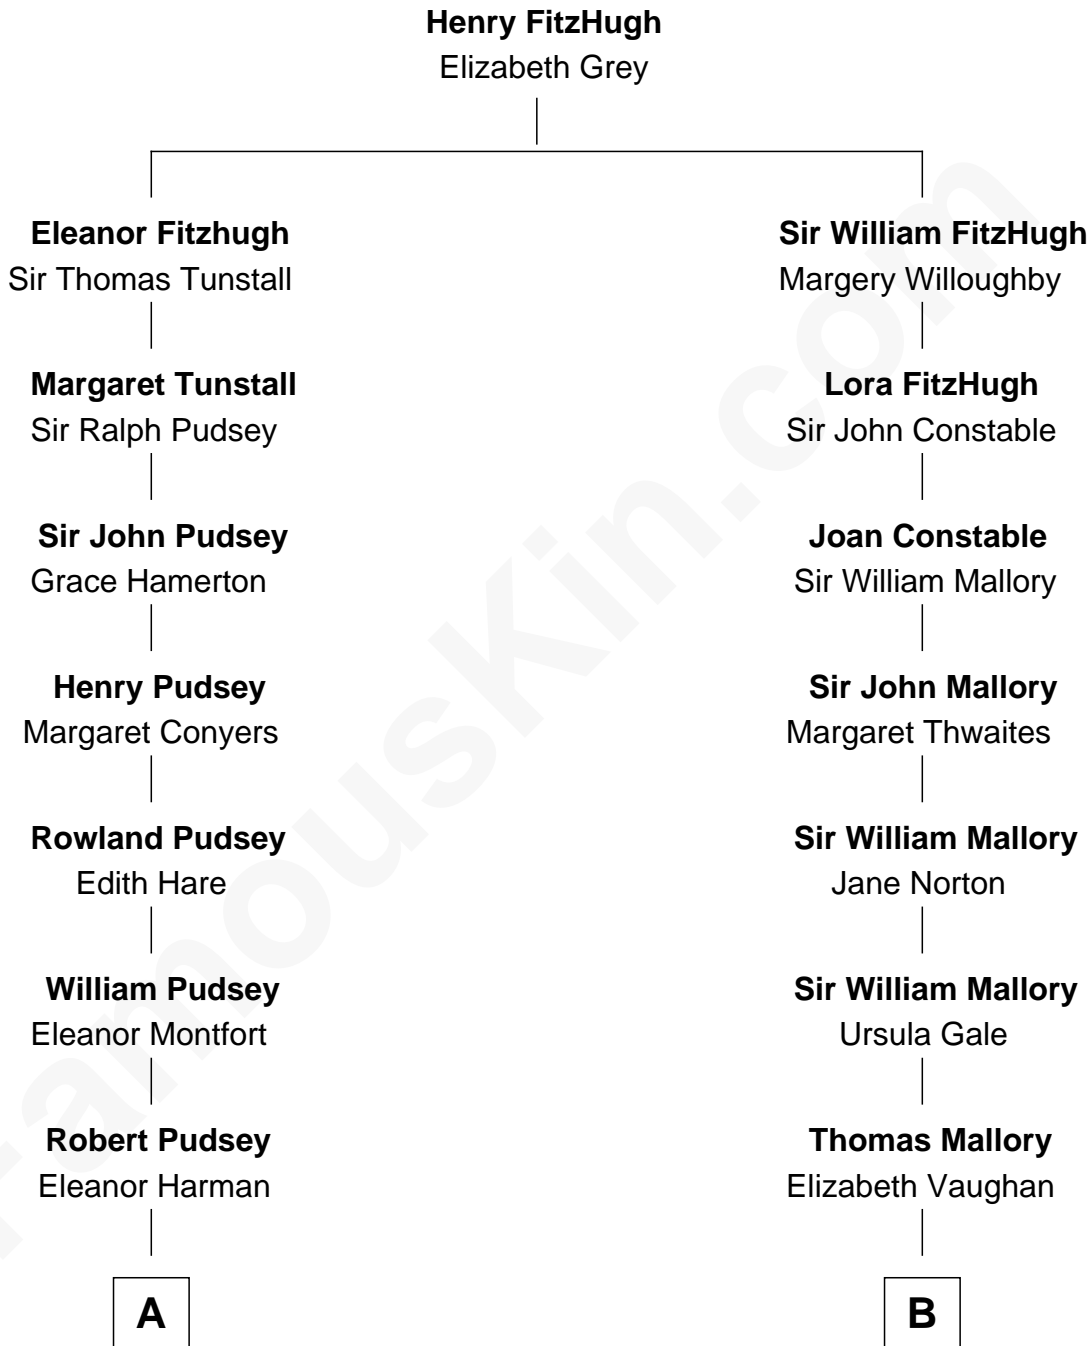 Henry FitzHugh
Elizabeth Grey
Eleanor Fitzhugh
Sir Thomas Tunstall
Sir William FitzHugh
Margery Willoughby
Margaret Tunstall
Sir Ralph Pudsey
Lora FitzHugh
Sir John Constable
Sir John Pudsey
Grace Hamerton
Joan Constable
Sir William Mallory
Henry Pudsey
Margaret Conyers
Sir John Mallory
Margaret Thwaites
Rowland Pudsey
Edith Hare
Sir William Mallory
Jane Norton
William Pudsey
Eleanor Montfort
Sir William Mallory
Ursula Gale
Robert Pudsey
Eleanor Harman
Thomas Mallory
Elizabeth Vaughan
A
B
FamousKin.com